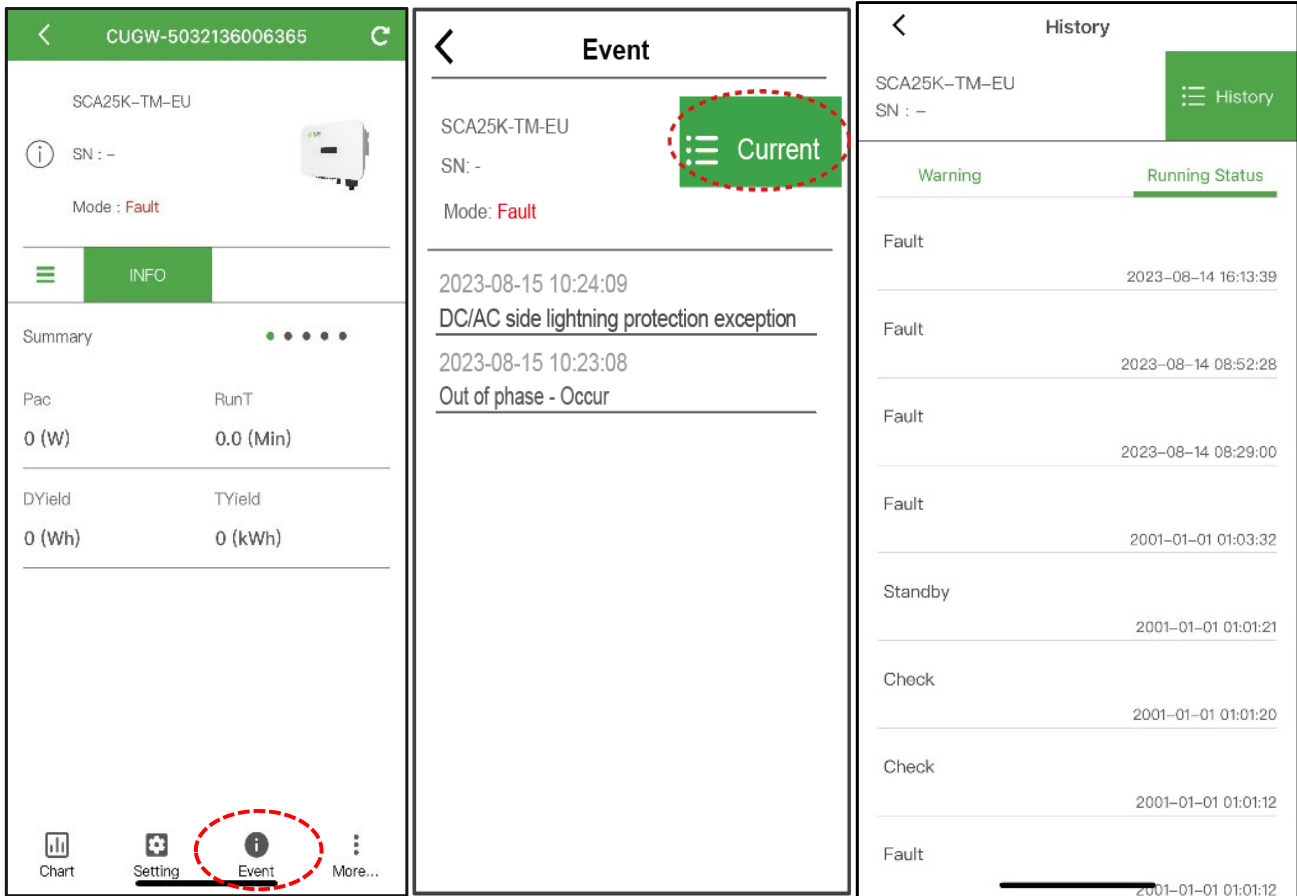 CUGW-5032136006365
SCA25K-TM-EU
SN : -
Mode : Fault
INFO
Summary
Pac RunT
0 (W) 0.0 (Min)
DYield TYield
0 (Wh) 0 (kWh)
Chart Setting Event More...
Event
SCA25K-TM-EU
SN: -
Current
Mode: Fault
2023-08-15 10:24:09
DC/AC side lightning protection exception
2023-08-15 10:23:08
Out of phase - Occur
History
SCA25K-TM-EU
SN : -
History
Warning Running Status
Fault
2023-08-14 16:13:39
Fault
2023-08-14 08:52:28
Fault
2023-08-14 08:29:00
Fault
2001-01-01 01:03:32
Standby
2001-01-01 01:01:21
Check
2001-01-01 01:01:20
Check
2001-01-01 01:01:12
Fault
2001-01-01 01:01:12